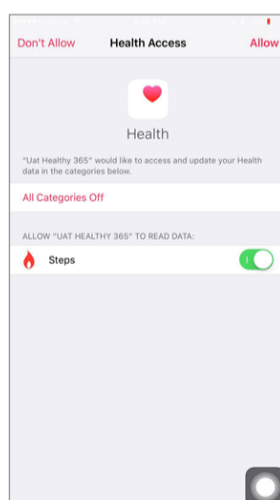 Don't Allow Health Access Allow
Health
"Uat Healthy 365" would like to access and update your Health
data in the categories below.
All Categories Off
ALLOW "UAT HEALTHY 365" TO READ DATA:
Steps